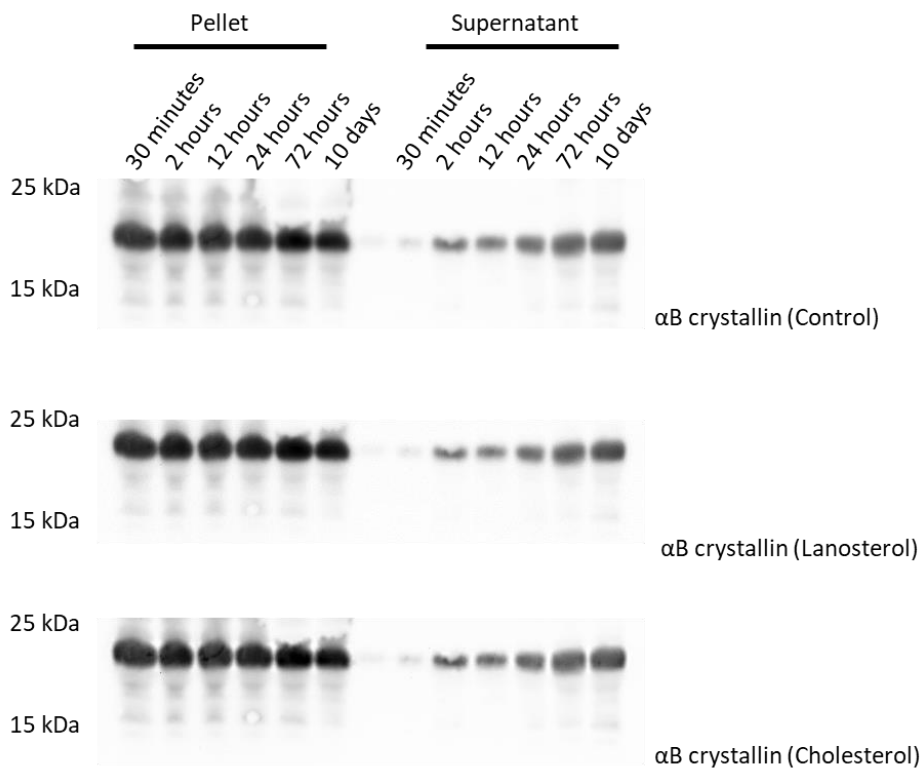 Pellet
Supernatant
30 minutes
2 hours
12 hours
24 hours
72 hours
10 days
30 minutes
2 hours
12 hours
24 hours
72 hours
10 days
25 kDa
15 kDa
αB crystallin (Control)
25 kDa
15 kDa
αB crystallin (Lanosterol)
25 kDa
15 kDa
αB crystallin (Cholesterol)